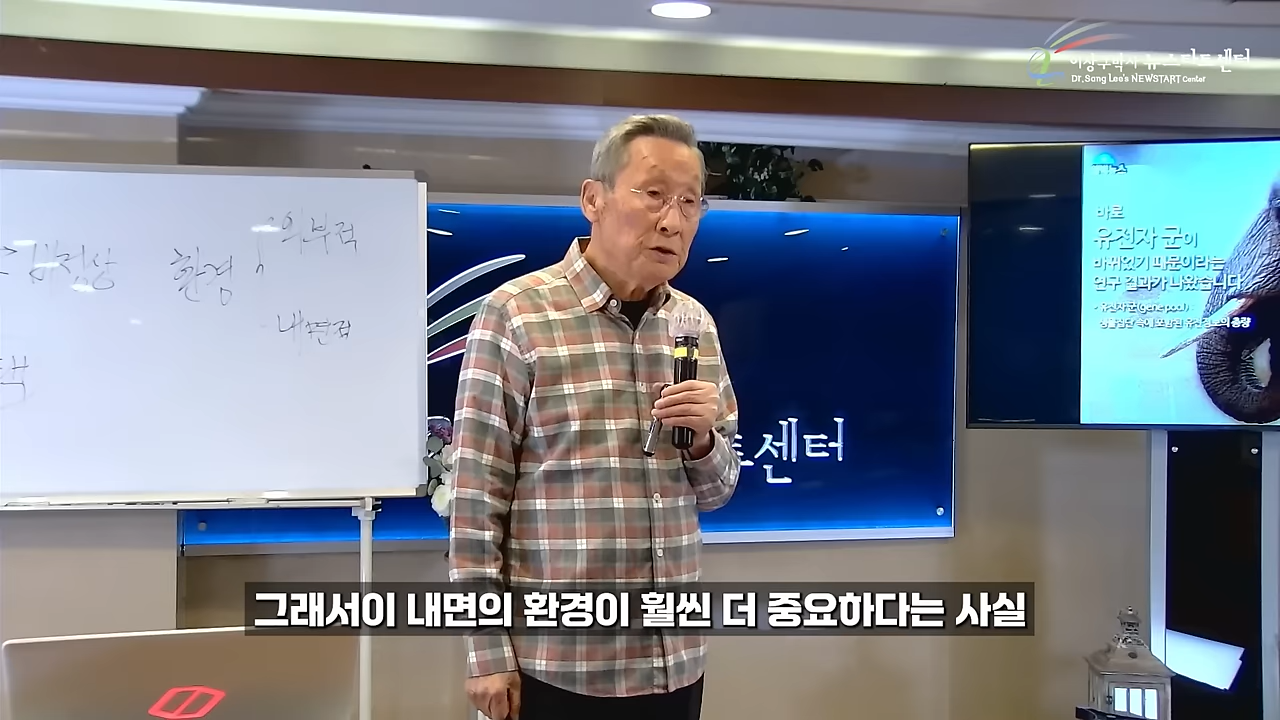 이상구박사 뉴스타트센터
Dr. Sang Lee's NEWSTART Center
외부적
환경
내면적
바로
유전자 군이
바뀌었기 때문이라는
연구 결과가 나왔습니다
센터
그래서이 내면의 환경이 훨씬 더 중요하다는 사실